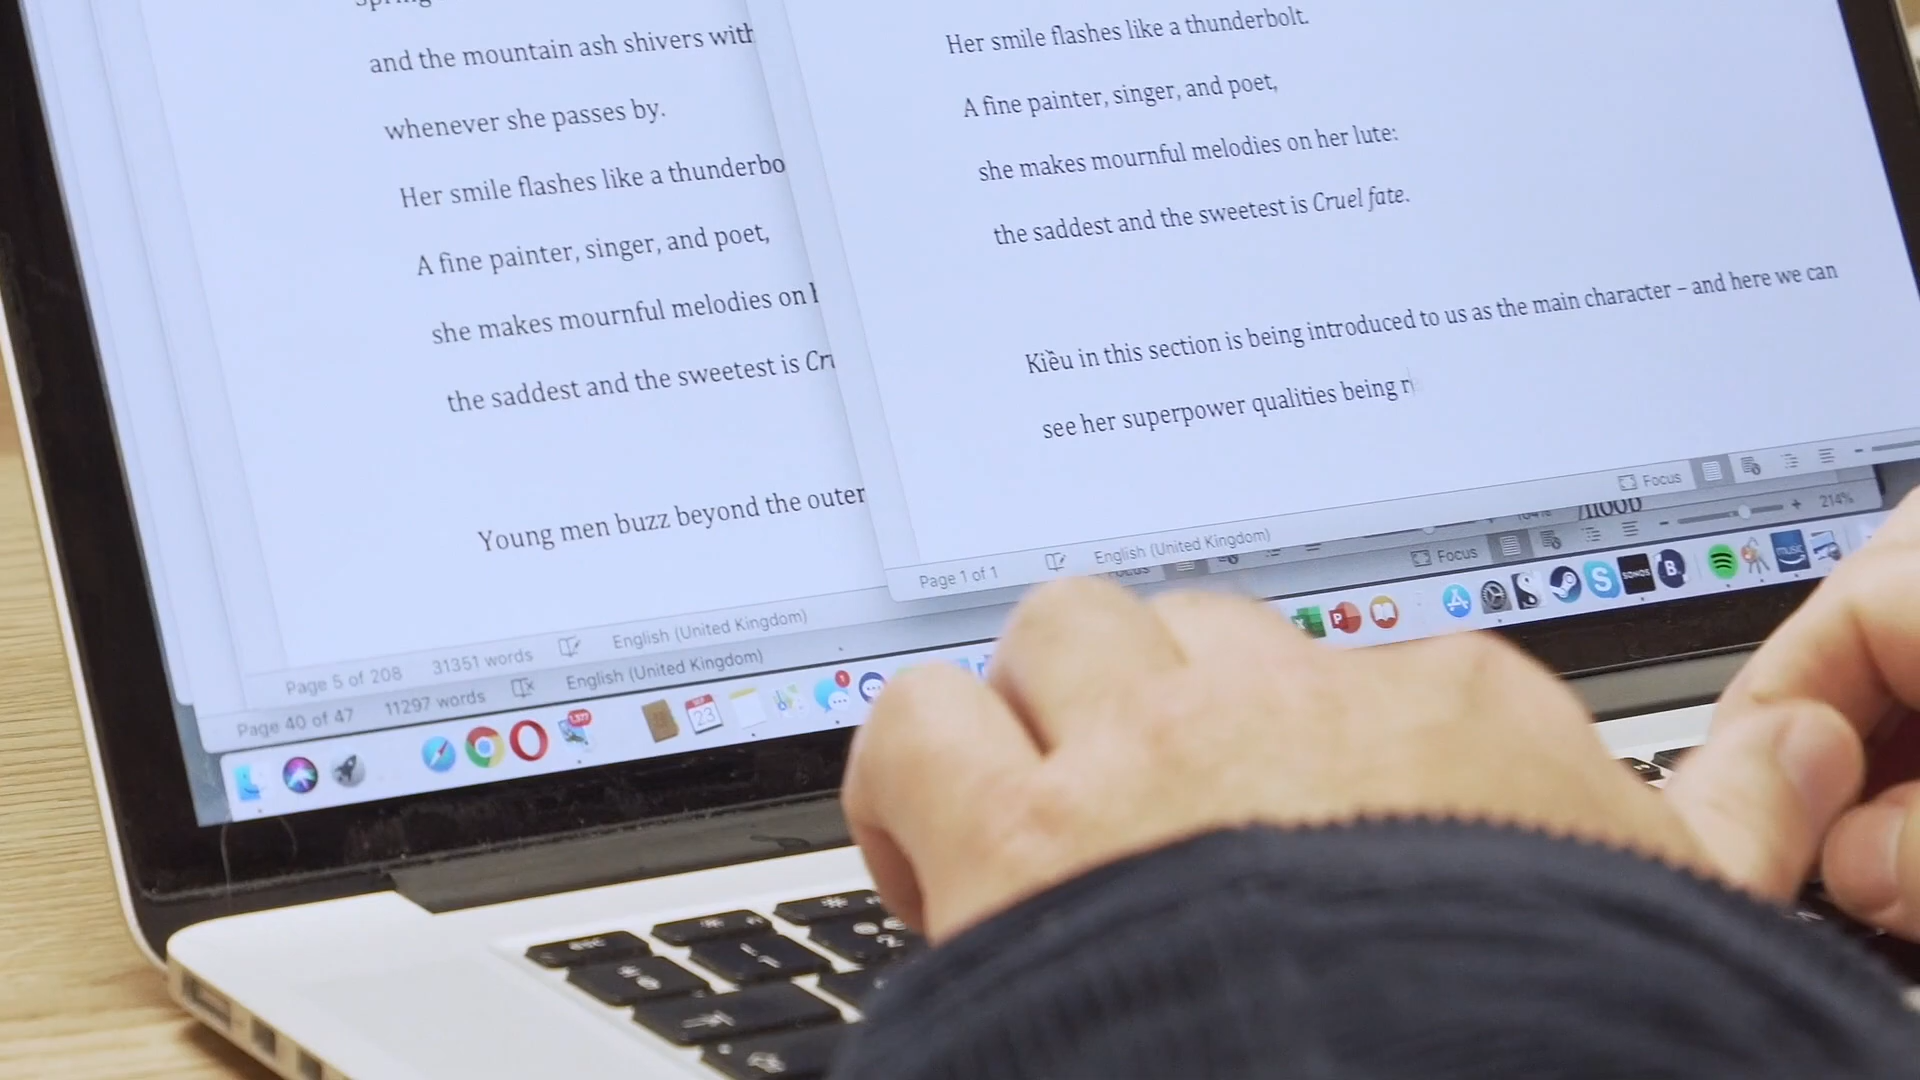 and the mountain ash shivers with
whenever she passes by.
Her smile flashes like a thunderbo
A fine painter, singer, and poet,
she makes mournful melodies on
the saddest and the sweetest is
Young men buzz beyond the outer
Page 5 of 208 31351 words English (United Kingdom)
Page 40 of 47 11297 words English (United Kingdom)
Her smile flashes like a thunderbolt.
A fine painter, singer, and poet,
she makes mournful melodies on her lute:
the saddest and the sweetest is Cruel fate.
Kiều in this section is being introduced to us as the main character – and here we can
see her superpower qualities being r
Focus
Page 1 of 1 English (United Kingdom)
Focus 214%
SONOS
music
23